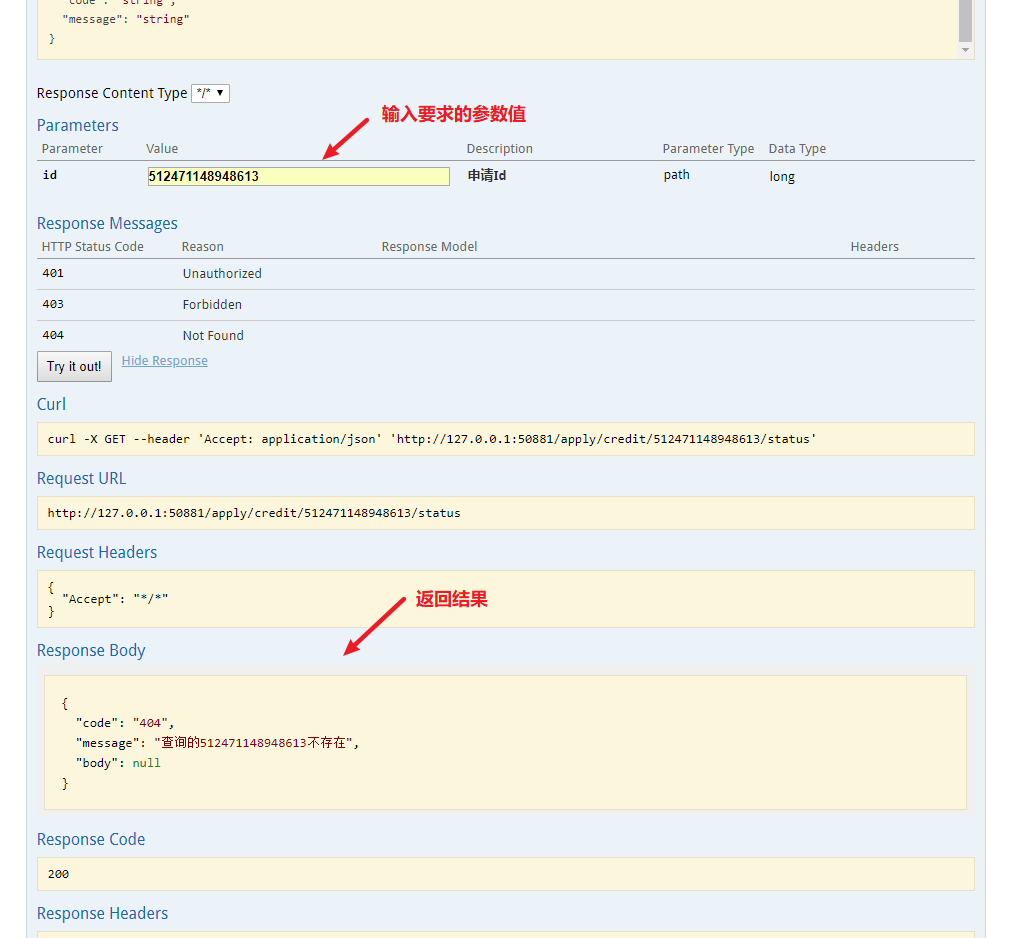 "code": "string",
"message": "string"
}
Response Content Type */* ▼
输入要求的参数值
Parameters
Parameter Value Description Parameter Type Data Type
id 512471148948613 申请Id path long
Response Messages
HTTP Status Code Reason Response Model Headers
401 Unauthorized
403 Forbidden
404 Not Found
Try it out! Hide Response
Curl
curl -X GET --header 'Accept: application/json' 'http://127.0.0.1:50881/apply/credit/512471148948613/status'
Request URL
http://127.0.0.1:50881/apply/credit/512471148948613/status
Request Headers
{
"Accept": "*/*"
}
返回结果
Response Body
{
"code": "404",
"message": "查询的512471148948613不存在",
"body": null
}
Response Code
200
Response Headers